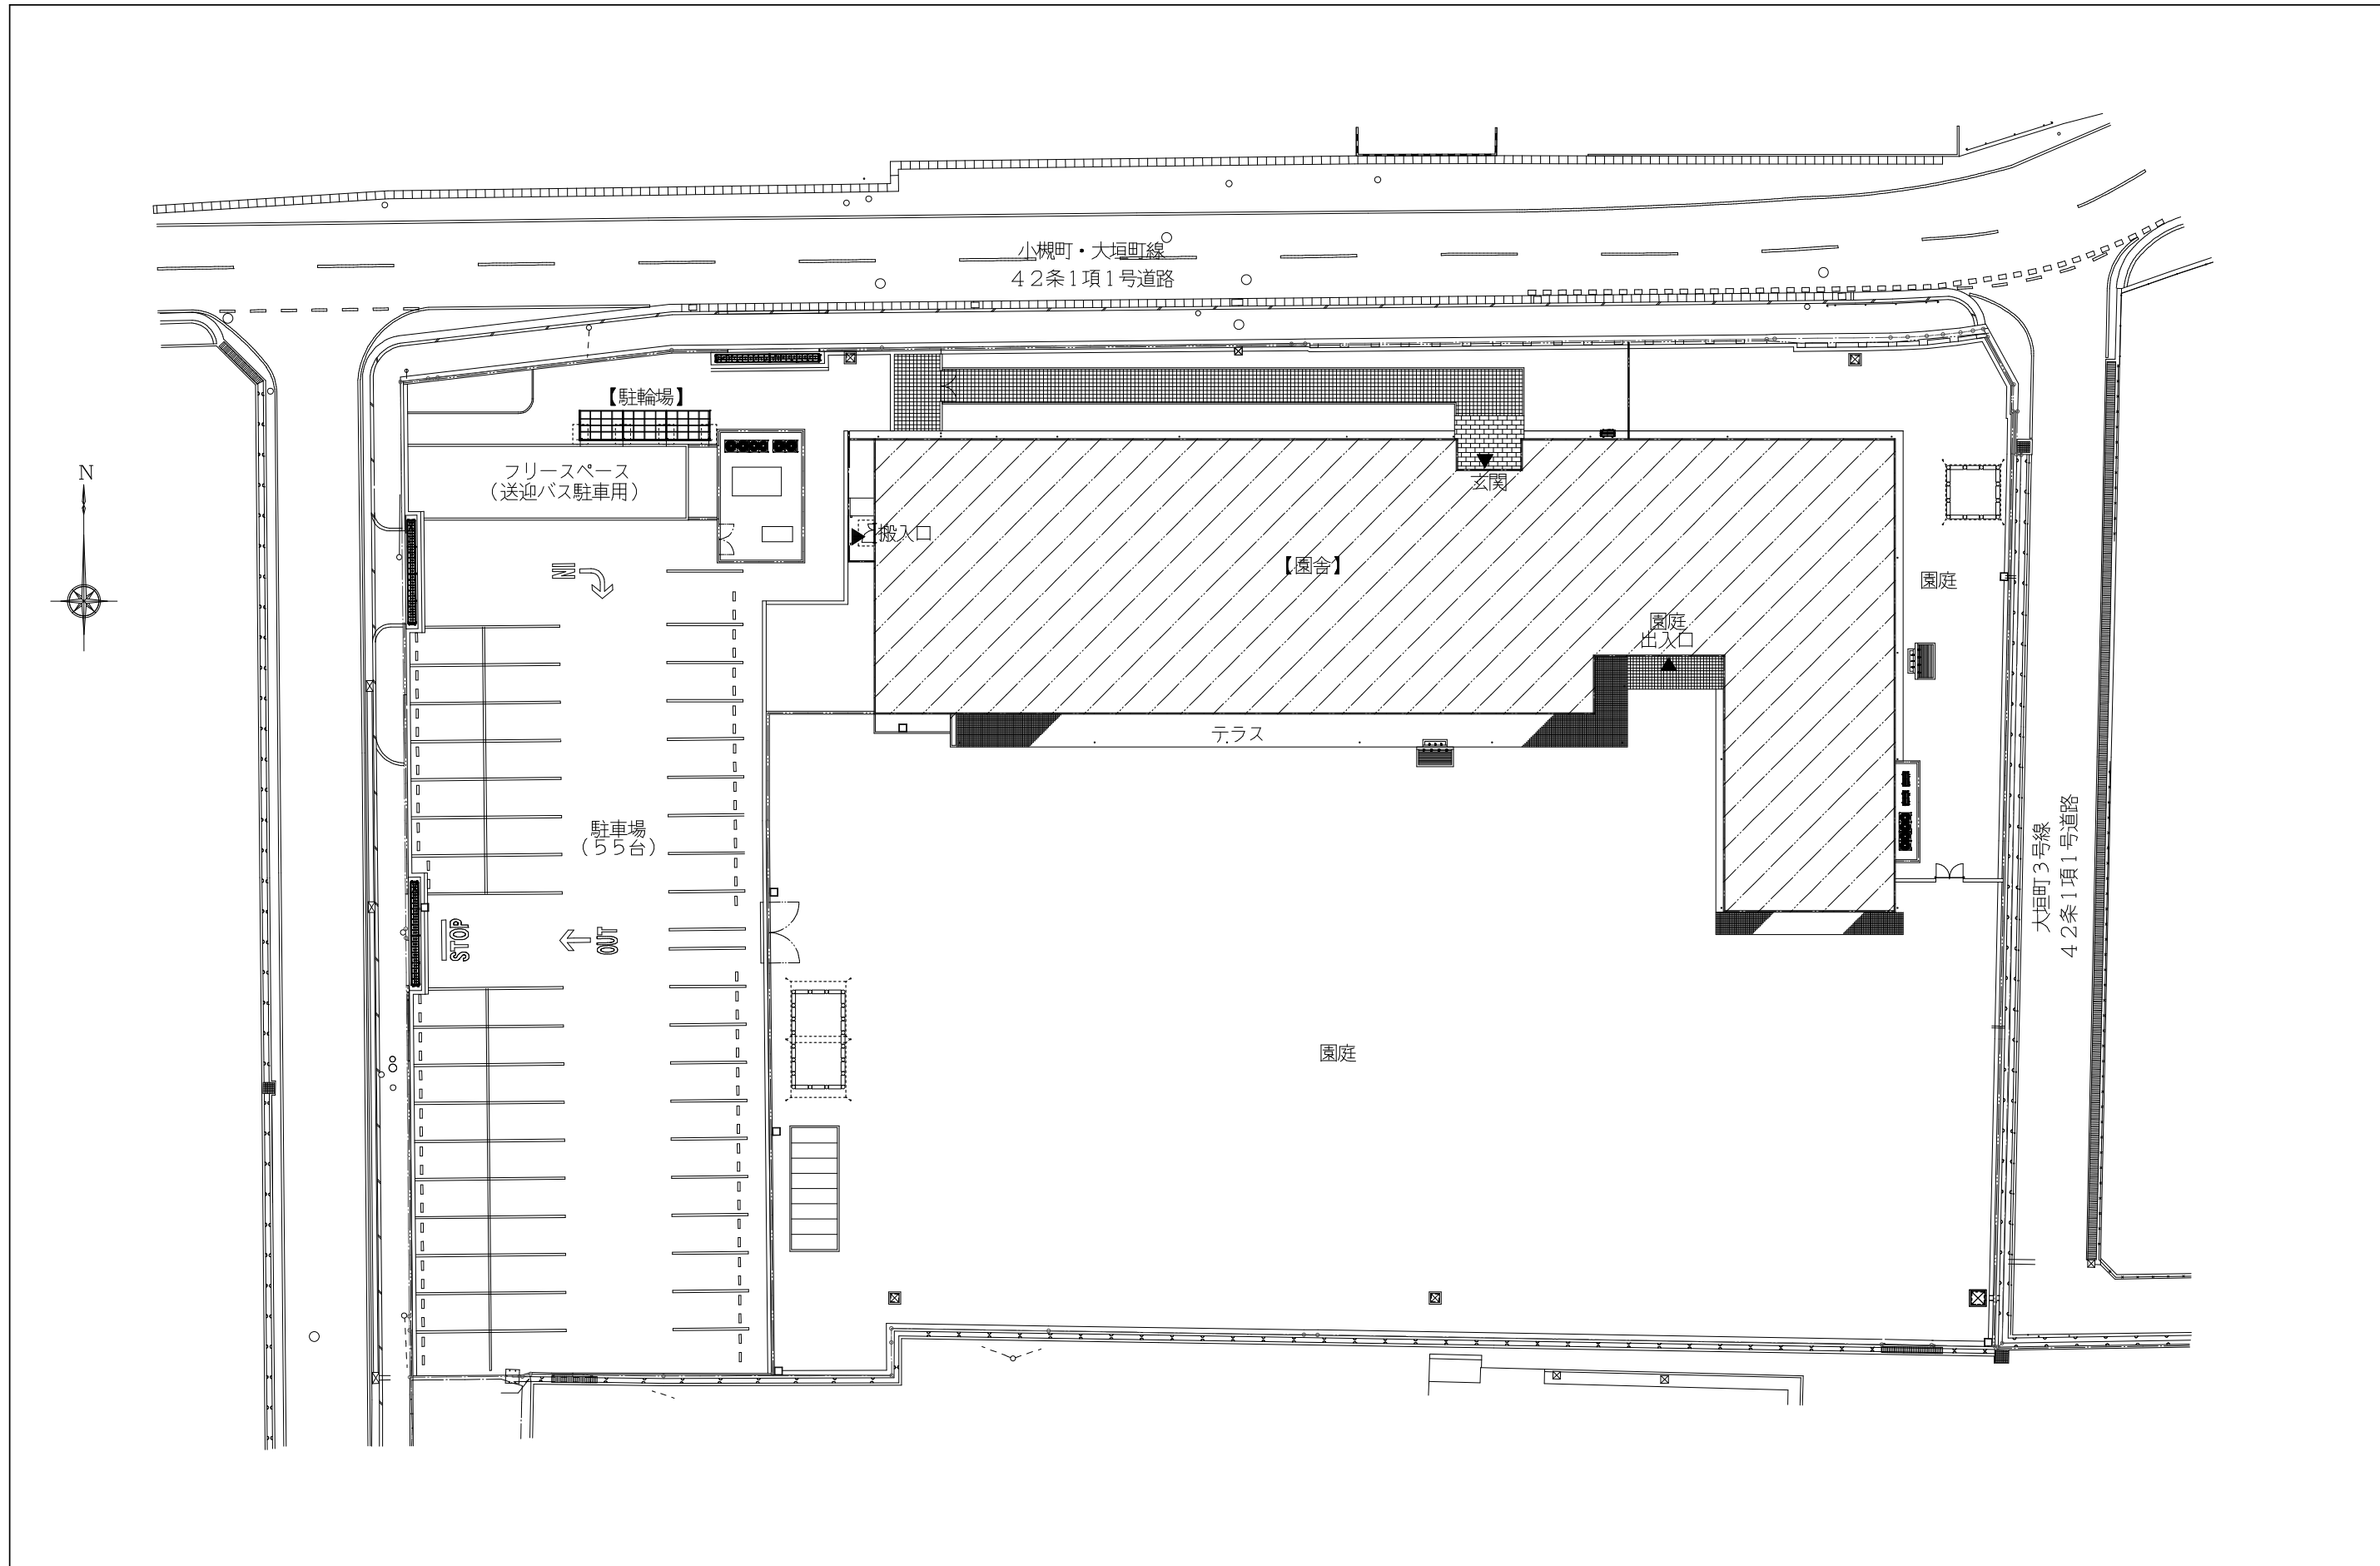 小槻町・大垣町線
４２条１項１号道路
【駐輪場】
N
フリースペース
（送迎バス駐車用）
玄関
搬入口
【園舎】
IN
園庭
園庭
出入口
テラス
駐車場
（５５台）
大垣町３号線
４２条１項１号道路
STOP
OUT
園庭